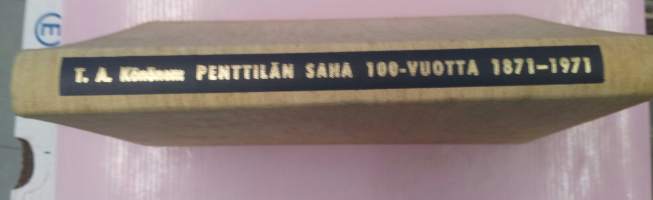 T. A. Könönen: PENTTILÄN SAHA 100-VUOTTA 1871-1971